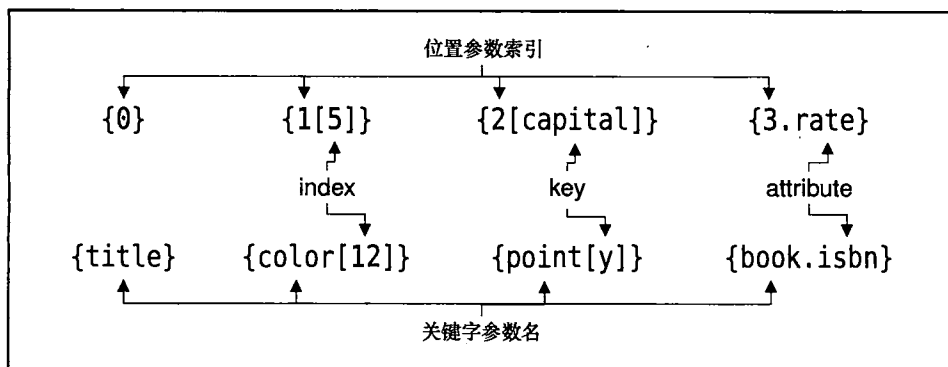 位置参数索引
{0} {1[5]} {2[capital]} {3.rate}
index key attribute
{title} {color[12]} {point[y]} {book.isbn}
关键字参数名